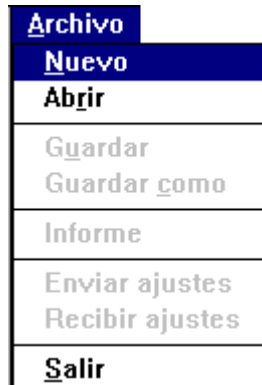 Archivo
Nuevo
Abrir
Guardar
Guardar como
Informe
Enviar ajustes
Recibir ajustes
Salir